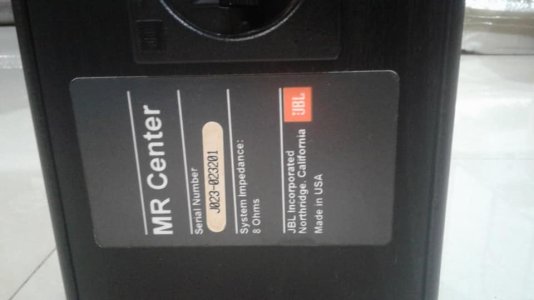 MR Center
Serial Number
J023-023201
System Impedance:
8 Ohms
JBL
JBL Incorporated
Northridge, California
Made in USA